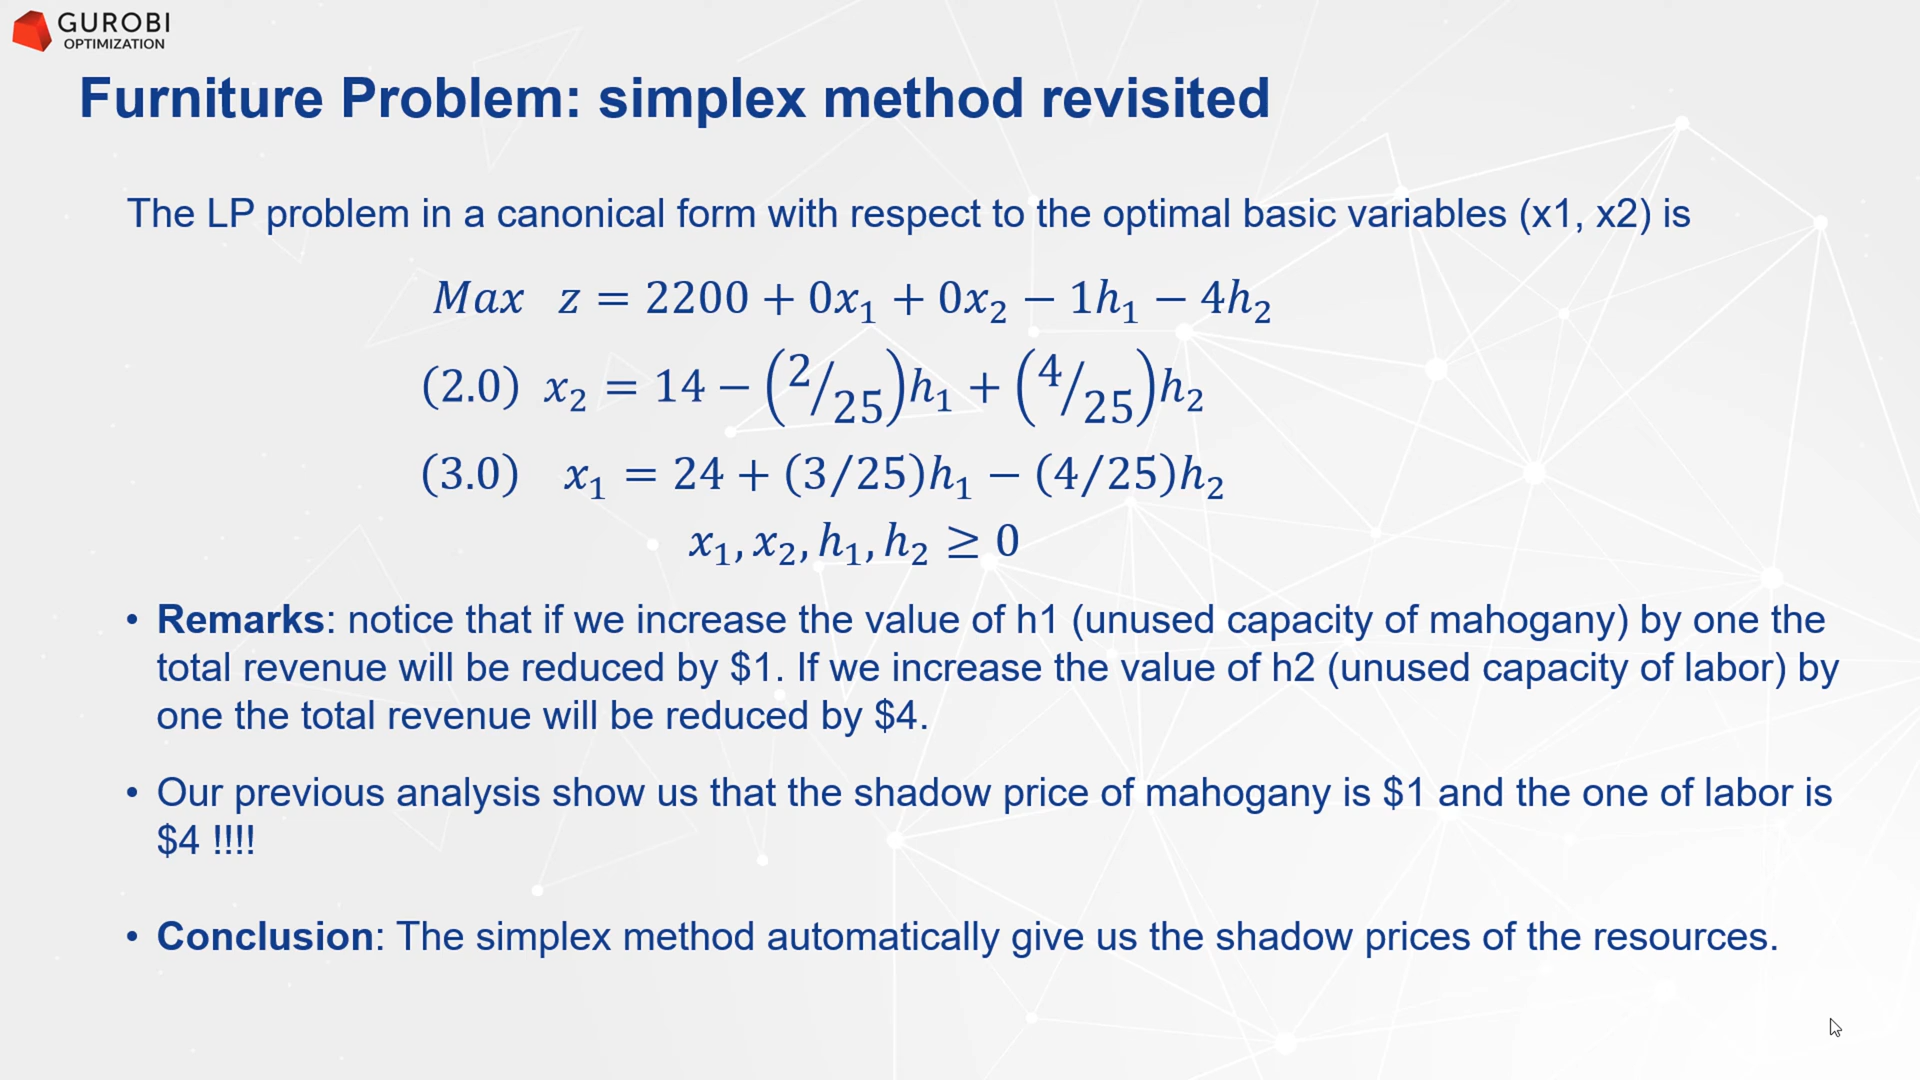 GUROBI
OPTIMIZATION
Furniture Problem: simplex method revisited
The LP problem in a canonical form with respect to the optimal basic variables (x1, x2) is
Max z = 2200 + 0x₁ + 0x₂ − 1h₁ − 4h₂
(2.0) x₂ = 14 − (2/25)h₁ + (4/25)h₂
(3.0) x₁ = 24 + (3/25)h₁ − (4/25)h₂
x₁, x₂, h₁, h₂ ≥ 0
• Remarks: notice that if we increase the value of h1 (unused capacity of mahogany) by one the
total revenue will be reduced by $1. If we increase the value of h2 (unused capacity of labor) by
one the total revenue will be reduced by $4.
• Our previous analysis show us that the shadow price of mahogany is $1 and the one of labor is
$4 !!!!
• Conclusion: The simplex method automatically give us the shadow prices of the resources.